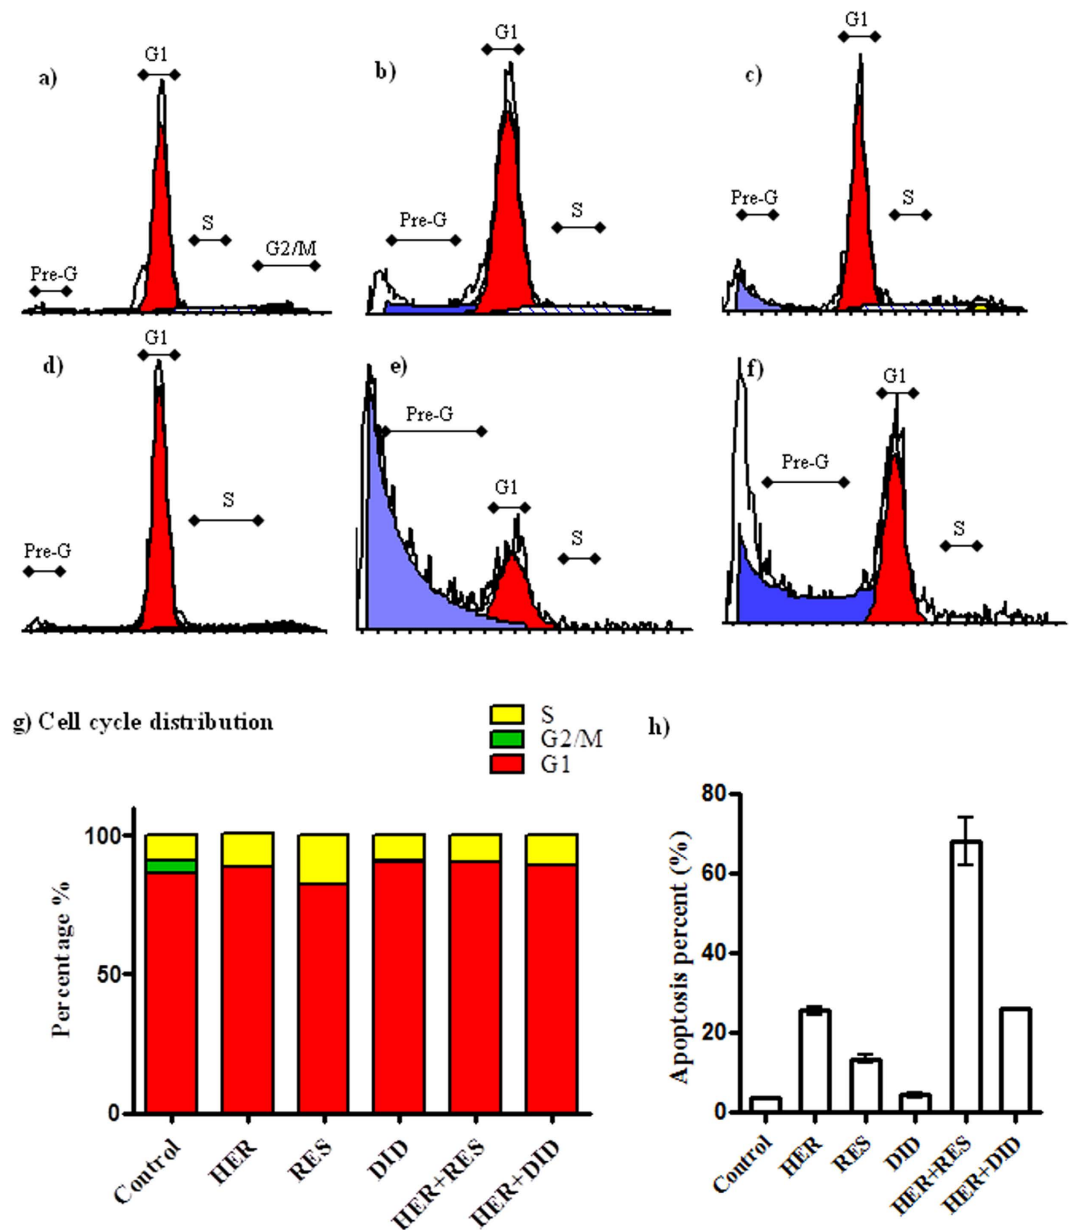 a)
G1
S
G2/M
Pre-G
b)
G1
Pre-G
S
c)
G1
Pre-G
S
d)
G1
S
Pre-G
e)
Pre-G
G1
S
f)
G1
Pre-G
S
g) Cell cycle distribution
S
G2/M
G1
Percentage %
100
50
0
Control
HER
RES
DID
HER+RES
HER+DID
h)
Apoptosis percent (%)
80
60
40
20
0
Control
HER
RES
DID
HER+RES
HER+DID